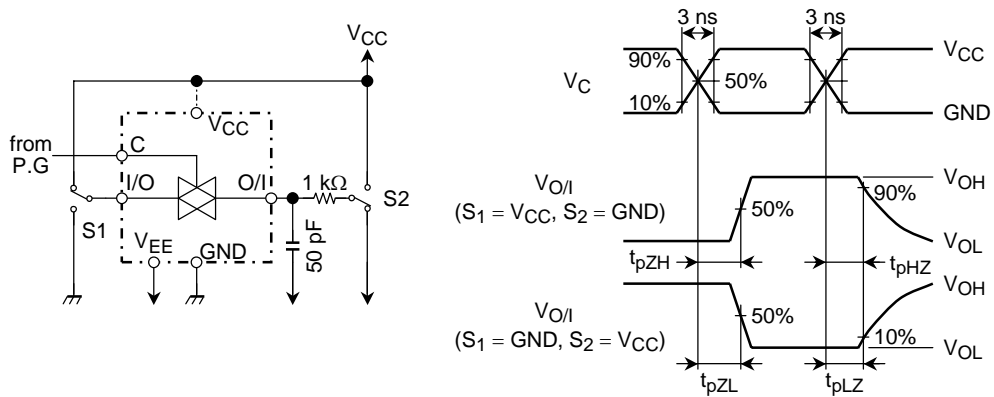 VCC
VCC
from
P.G
C
I/O
O/I
1 kΩ
S2
S1
VEE
GND
50 pF
3 ns
3 ns
VC
90%
10%
50%
VCC
GND
VO/I
(S1 = VCC, S2 = GND)
50%
90%
VOH
VOL
tpZH
tpHZ
VO/I
(S1 = GND, S2 = VCC)
50%
10%
VOH
VOL
tpZL
tpLZ